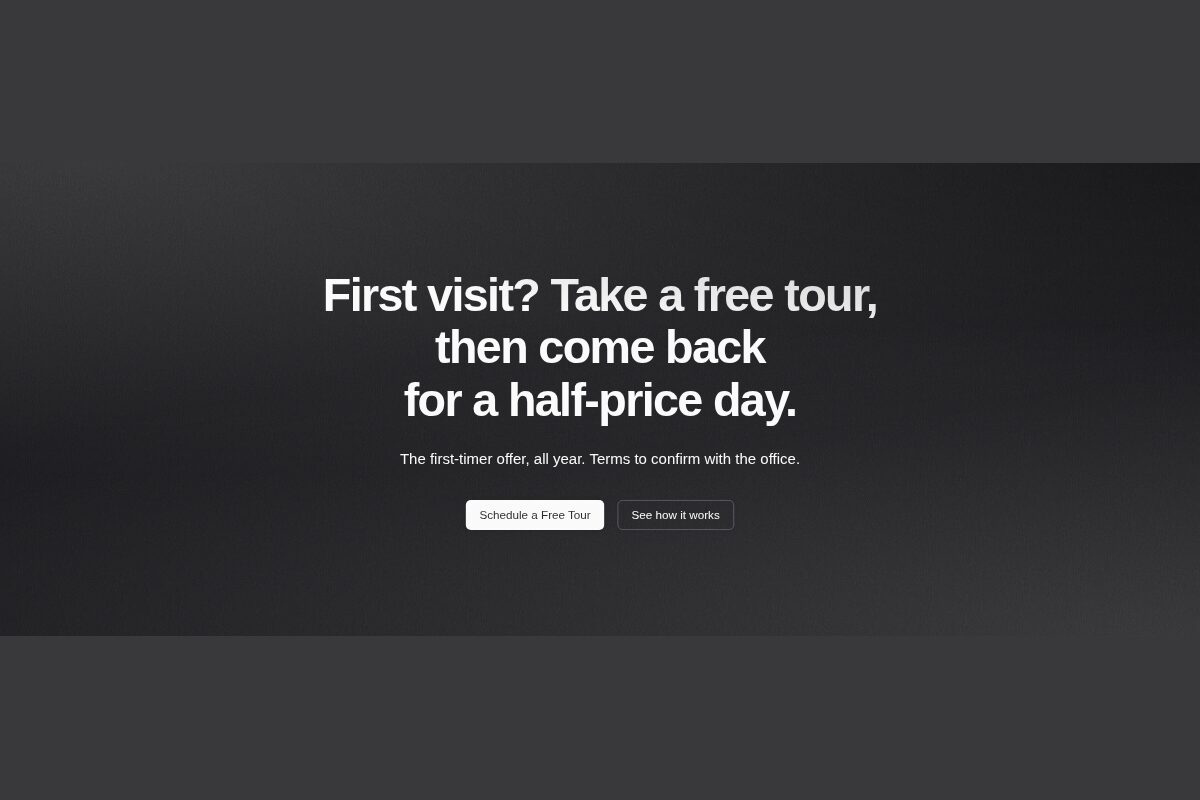 First visit? Take a free tour,
then come back
for a half-price day.
The first-timer offer, all year. Terms to confirm with the office.
Schedule a Free Tour
See how it works